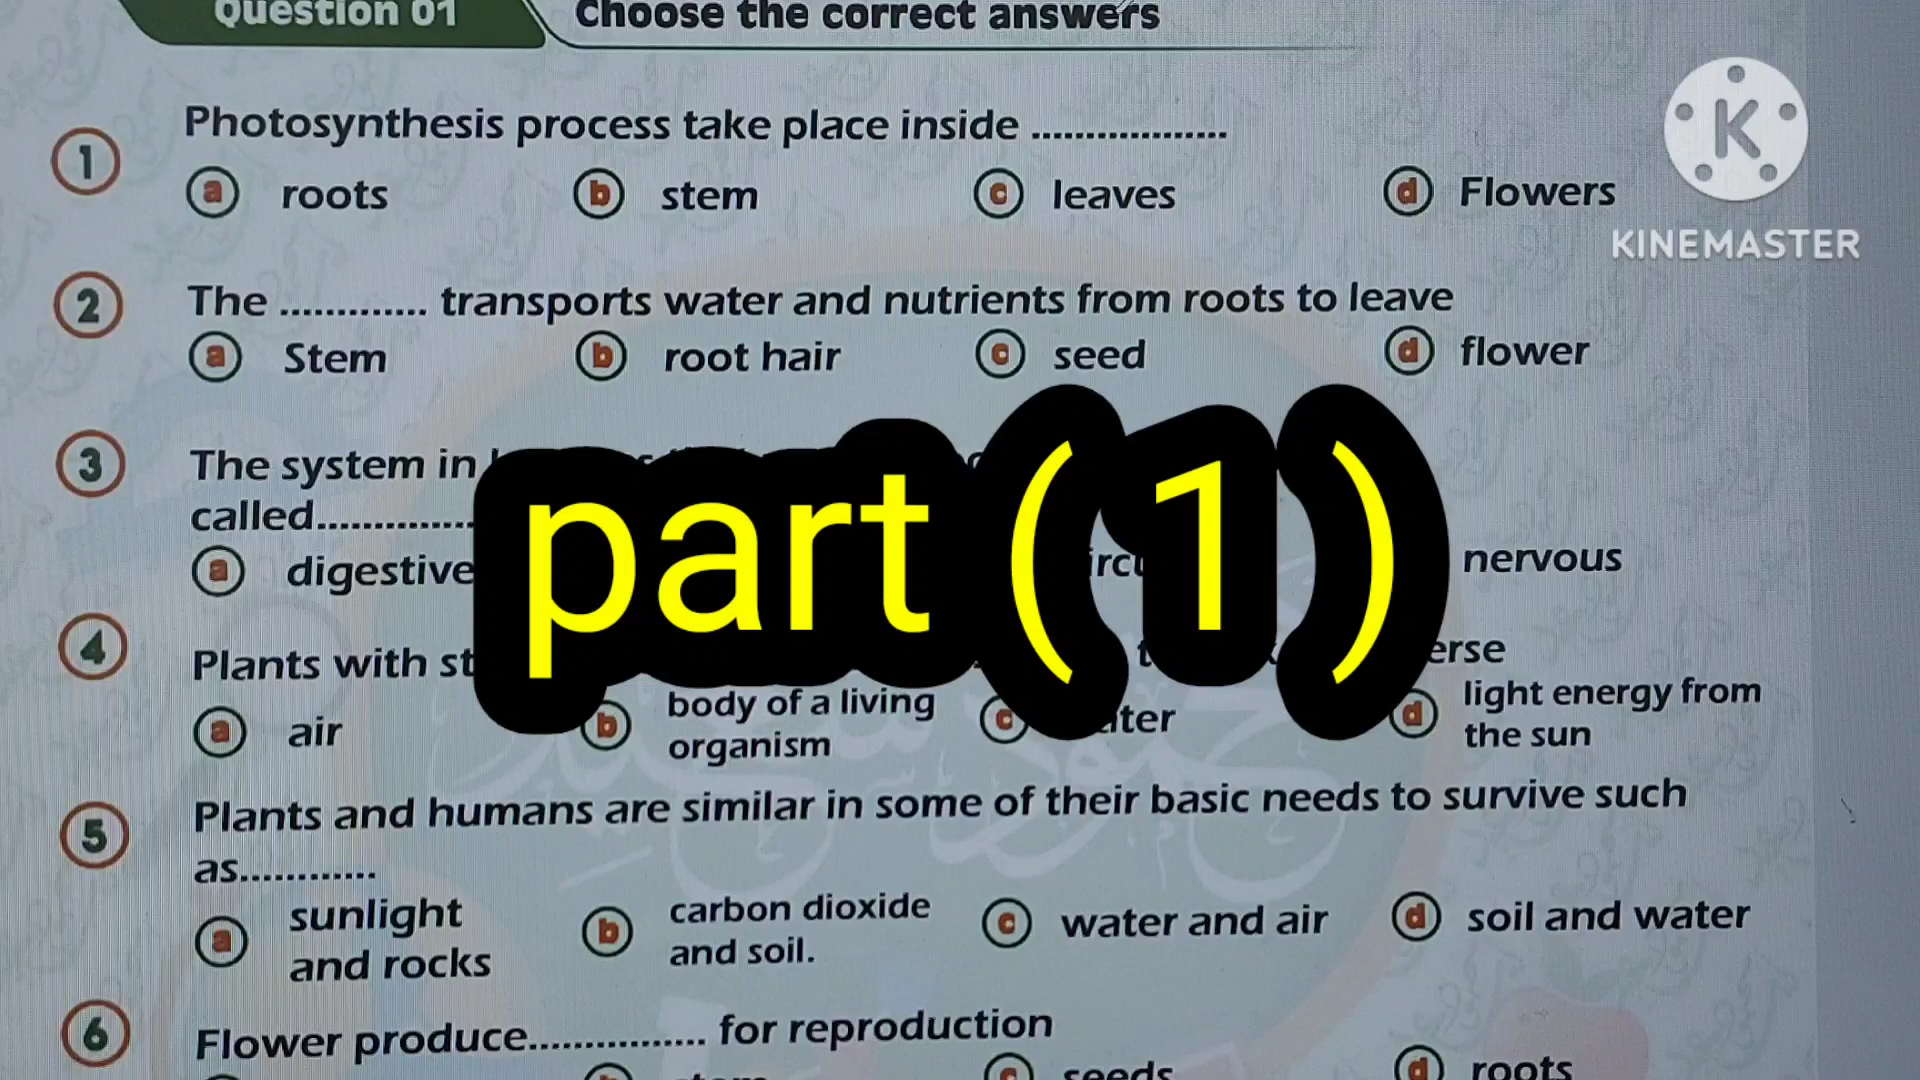 Question 01 Choose the correct answers
1 Photosynthesis process take place inside ..................
a roots b stem c leaves d Flowers
K
KINEMASTER
2 The ............. transports water and nutrients from roots to leave
a Stem b root hair c seed d flower
3 The system in
called..............
a digestive nervous
part (1)
4 Plants with
a air b body of a living organism c d light energy from the sun
5 Plants and humans are similar in some of their basic needs to survive such
as............
a sunlight and rocks b carbon dioxide and soil. c water and air d soil and water
6 Flower produce................ for reproduction
seeds d roots